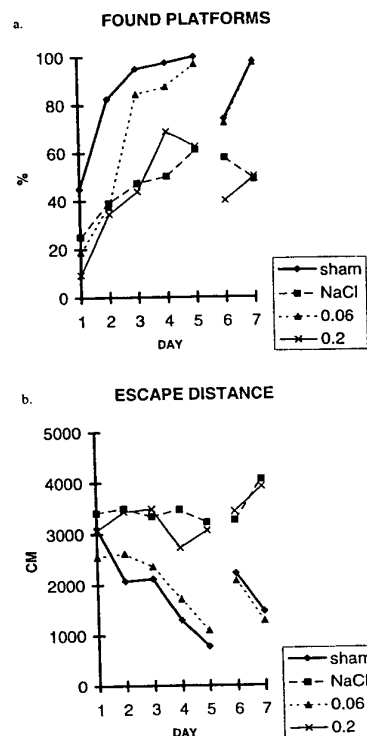 a.
FOUND PLATFORMS
100
80
60
40
20
0
%
1 2 3 4 5 6 7
DAY
sham
NaCl
0.06
0.2
b.
ESCAPE DISTANCE
5000
4000
3000
2000
1000
0
CM
1 2 3 4 5 6 7
DAY
sham
NaCl
0.06
0.2